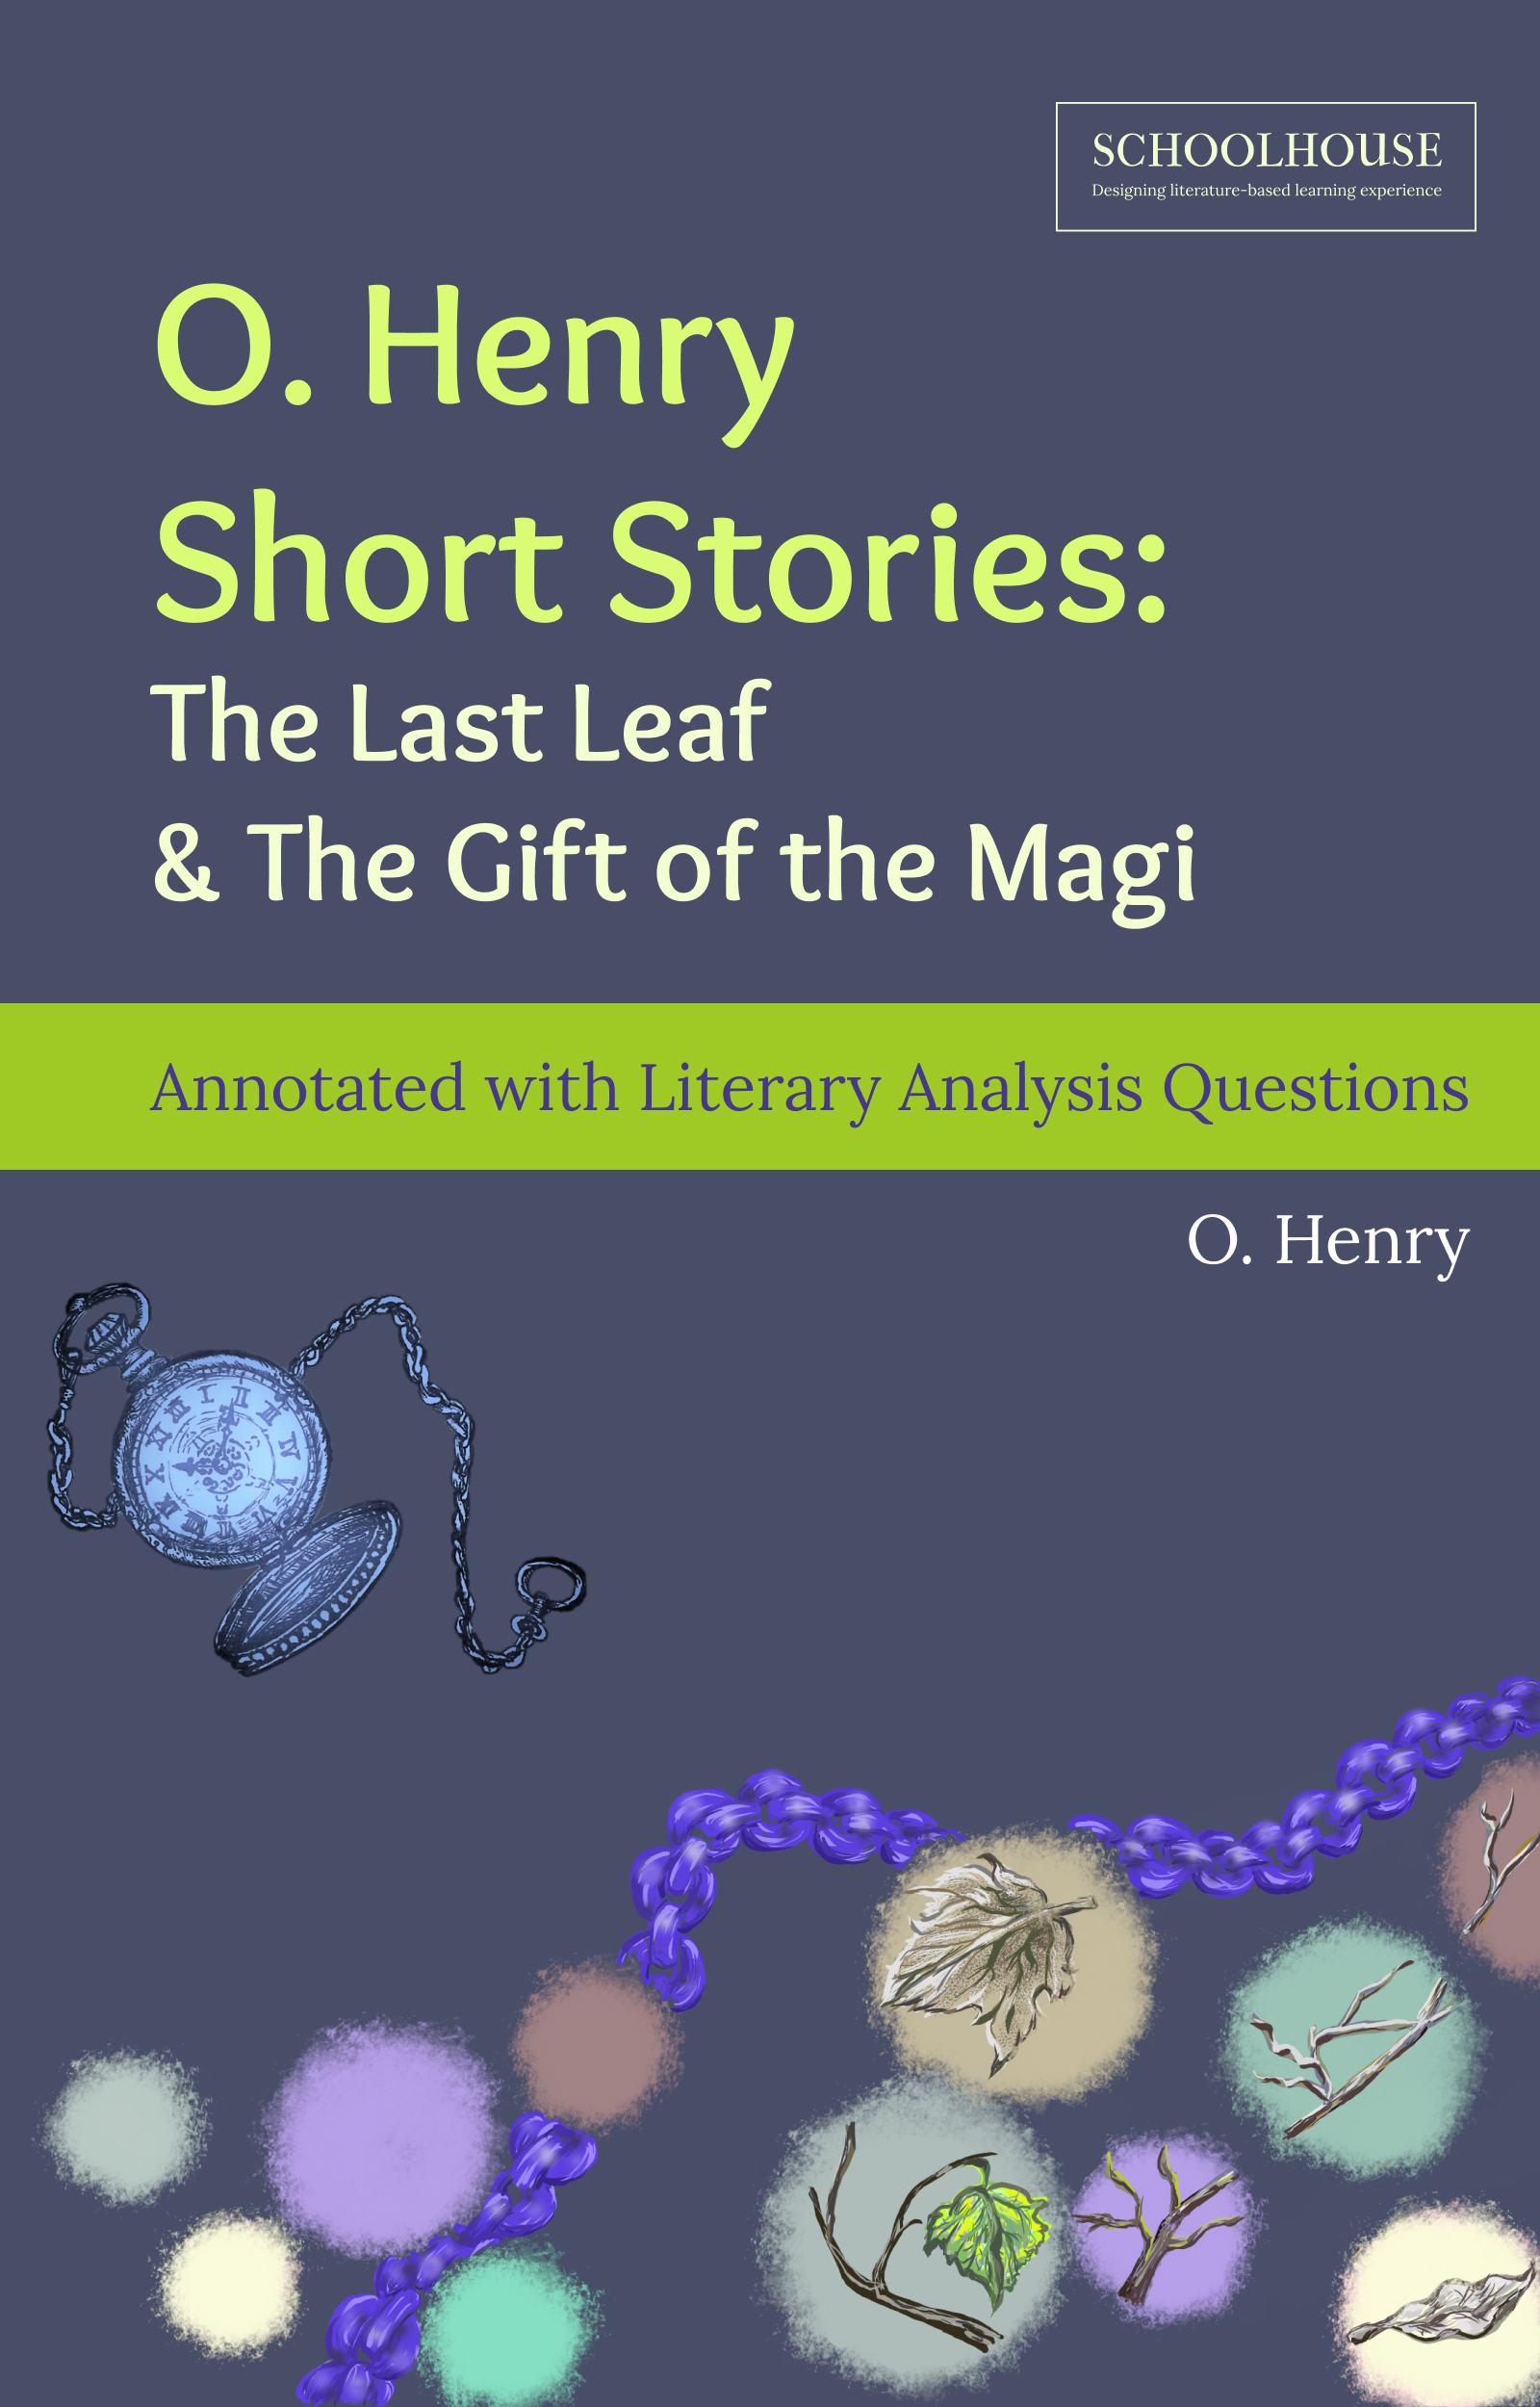 SCHOOLHOUSE
Designing literature-based learning experience
O. Henry
Short Stories:
The Last Leaf
& The Gift of the Magi
Annotated with Literary Analysis Questions
O. Henry